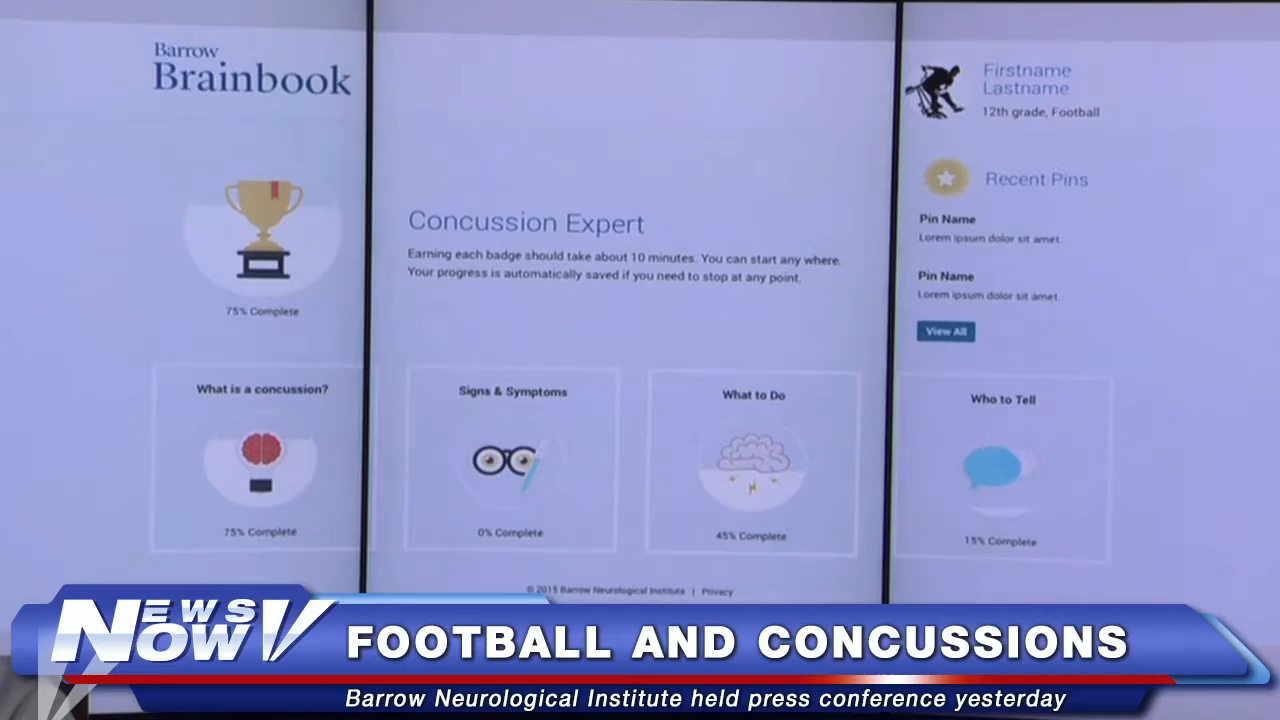 Barrow
Brainbook
75% Complete
Concussion Expert
Earning each badge should take about 10 minutes. You can start any where.
Your progress is automatically saved if you need to stop at any point.
Firstname
Lastname
12th grade, Football
Recent Pins
Pin Name
Lorem ipsum dolor sit amet.
Pin Name
Lorem ipsum dolor sit amet.
View All
What is a concussion?
75% Complete
Signs & Symptoms
0% Complete
What to Do
45% Complete
Who to Tell
15% Complete
© 2015 Barrow Neurological Institute | Privacy
NEWS
NOW
FOOTBALL AND CONCUSSIONS
Barrow Neurological Institute held press conference yesterday